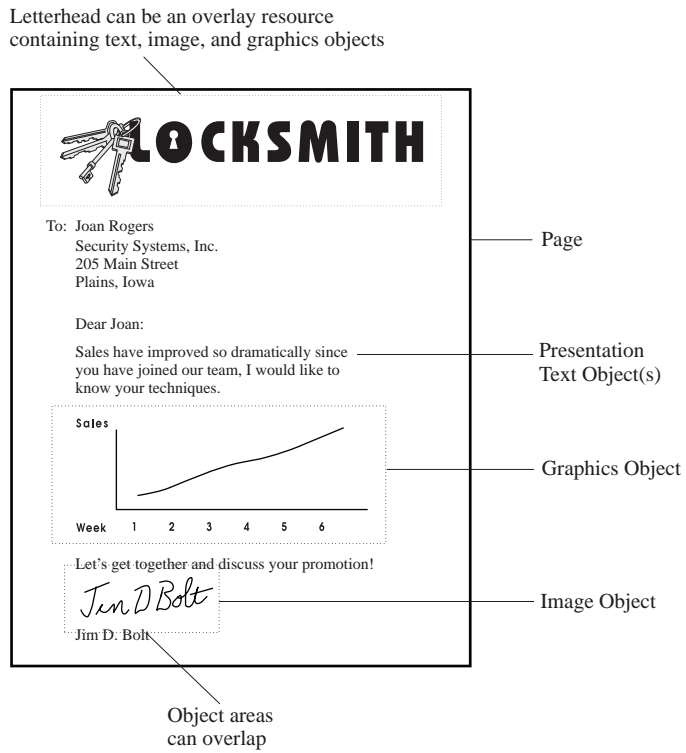 Letterhead can be an overlay resource
containing text, image, and graphics objects
LOCKSMITH
To: Joan Rogers
Security Systems, Inc.
205 Main Street
Plains, Iowa
Page
Dear Joan:
Sales have improved so dramatically since
you have joined our team, I would like to
know your techniques.
Presentation
Text Object(s)
Sales
Graphics Object
Week 1 2 3 4 5 6
Let's get together and discuss your promotion!
Jim D Bolt
Image Object
Jim D. Bolt
Object areas
can overlap